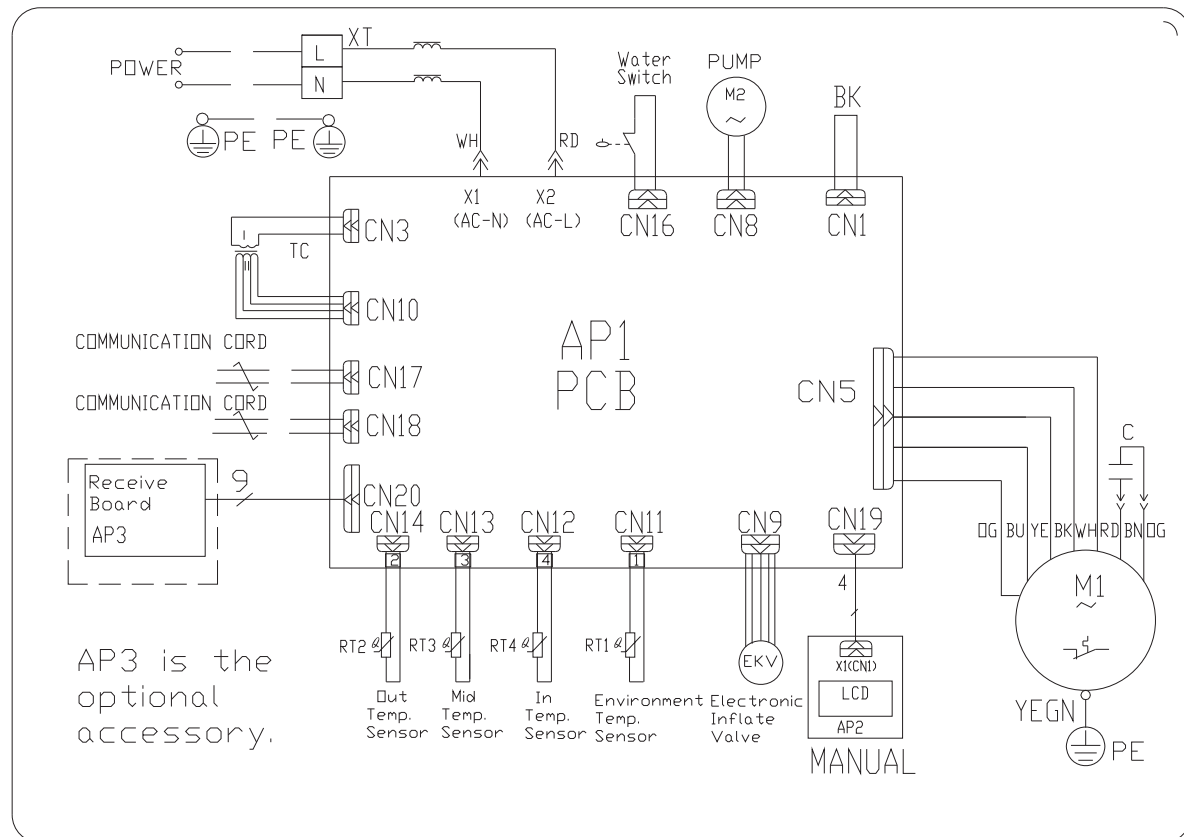 POWER
L
N
XT
PE PE
WH
RD
X1
(AC-N)
X2
(AC-L)
Water
Switch
CN16
PUMP
M2
~
CN8
BK
CN1
I
II
TC
CN3
CN10
COMMUNICATION CORD
CN17
COMMUNICATION CORD
CN18
AP1
PCB
CN5
Receive
Board
AP3
9
CN20
CN14
CN13
CN12
CN11
CN9
CN19
2
3
4
1
4
RT2
RT3
RT4
RT1
EKV
X1(CN1)
LCD
AP2
MANUAL
Out
Temp.
Sensor
Mid
Temp.
Sensor
In
Temp.
Sensor
Environment
Temp.
Sensor
Electronic
Inflate
Valve
C
OG BU YE BK WH RD BN OG
M1
~
YEGN
PE
AP3 is the
optional
accessory.